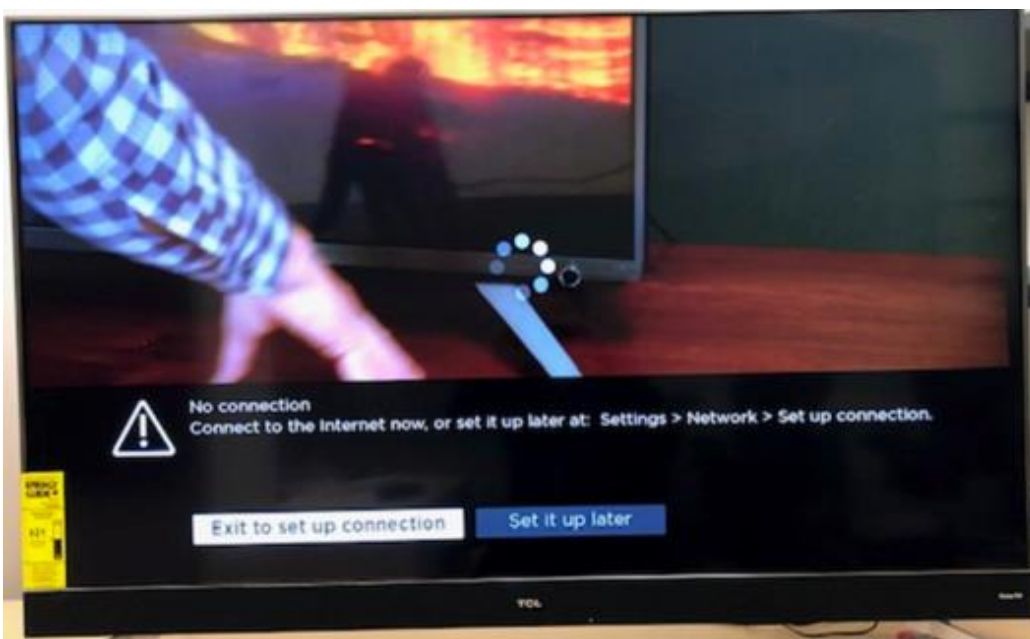 No connection
Connect to the Internet now, or set it up later at: Settings > Network > Set up connection.
Exit to set up connection
Set it up later
TCL